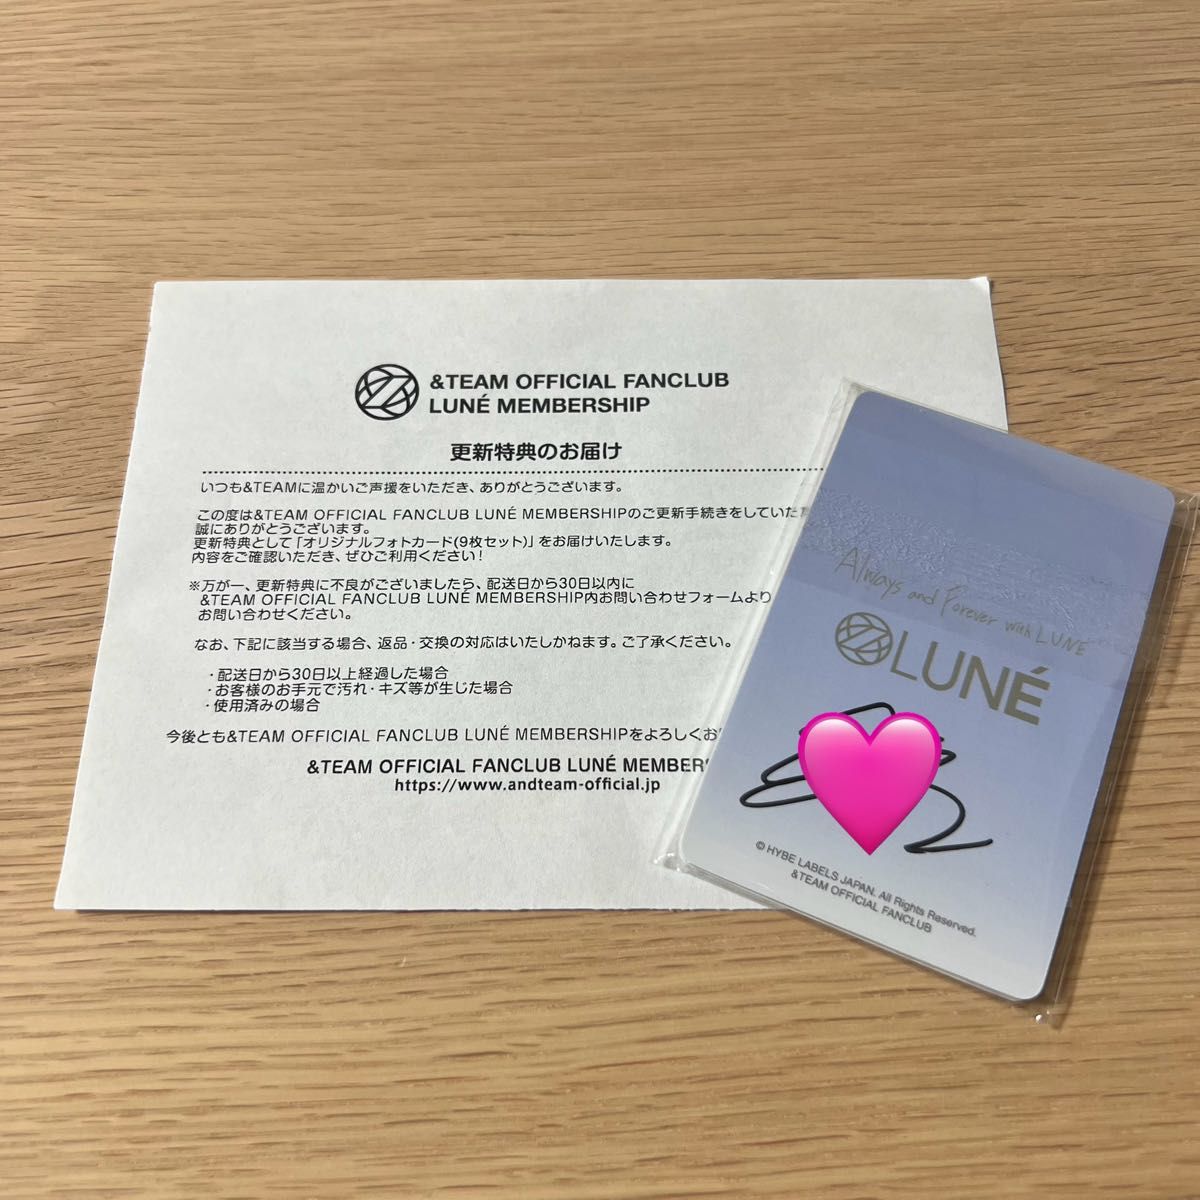 &TEAM OFFICIAL FANCLUB
LUNÉ MEMBERSHIP
更新特典のお届け
いつも&TEAMに温かいご声援をいただき、ありがとうございます。
この度は&TEAM OFFICIAL FANCLUB LUNÉ MEMBERSHIPのご更新手続きをしていただ
誠にありがとうございます。
更新特典として「オリジナルフォトカード(9枚セット)」をお届けいたします。
内容をご確認いただき、ぜひご利用ください!
※万が一、更新特典に不良がございましたら、配送日から30日以内に
&TEAM OFFICIAL FANCLUB LUNÉ MEMBERSHIP内お問い合わせフォームより
お問い合わせください。
なお、下記に該当する場合、返品・交換の対応はいたしかねます。ご了承ください。
・配送日から30日以上経過した場合
・お客様のお手元で汚れ・キズ等が生じた場合
・使用済みの場合
今後とも&TEAM OFFICIAL FANCLUB LUNÉ MEMBERSHIPをよろしくお
&TEAM OFFICIAL FANCLUB LUNÉ MEMBER
https://www.andteam-official.jp
Always and Forever with LUNÉ
LUNÉ
© HYBE LABELS JAPAN. All Rights Reserved.
&TEAM OFFICIAL FANCLUB